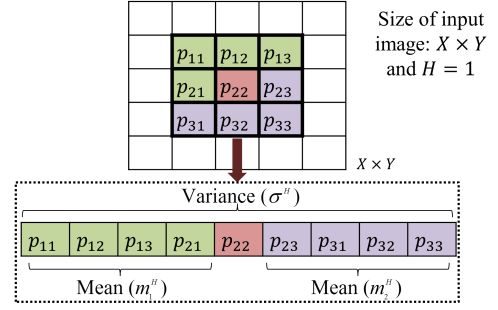 Size of input
image: X × Y
and H = 1
p₁₁ p₁₂ p₁₃
p₂₁ p₂₂ p₂₃
p₃₁ p₃₂ p₃₃
X × Y
Variance (σᴴ)
p₁₁ p₁₂ p₁₃ p₂₁ p₂₂ p₂₃ p₃₁ p₃₂ p₃₃
Mean (m₁ᴴ) Mean (m₂ᴴ)